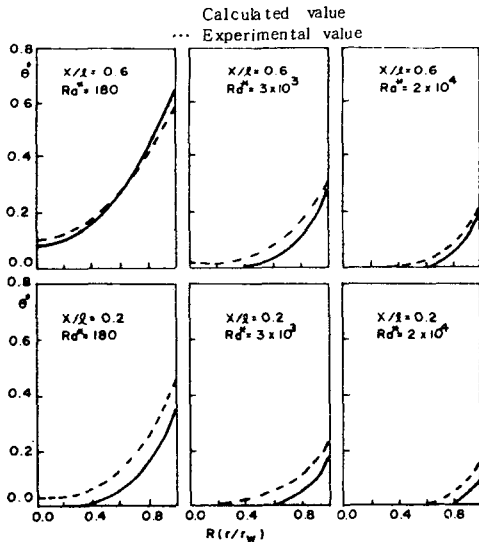 Calculated value
··· Experimental value
0.8
θ*
0.6
0.4
0.2
0.0
X/ℓ = 0.6
Ra* = 180
X/ℓ = 0.6
Ra* = 3 x 10³
X/ℓ = 0.6
Ra* = 2 x 10⁴
0.8
θ*
0.6
0.4
0.2
0.0
X/ℓ = 0.2
Ra* = 180
X/ℓ = 0.2
Ra* = 3 x 10³
X/ℓ = 0.2
Ra* = 2 x 10⁴
0.0 0.4 0.8 0.0 0.4 0.8 0.0 0.4 0.8
R(r/r_w)